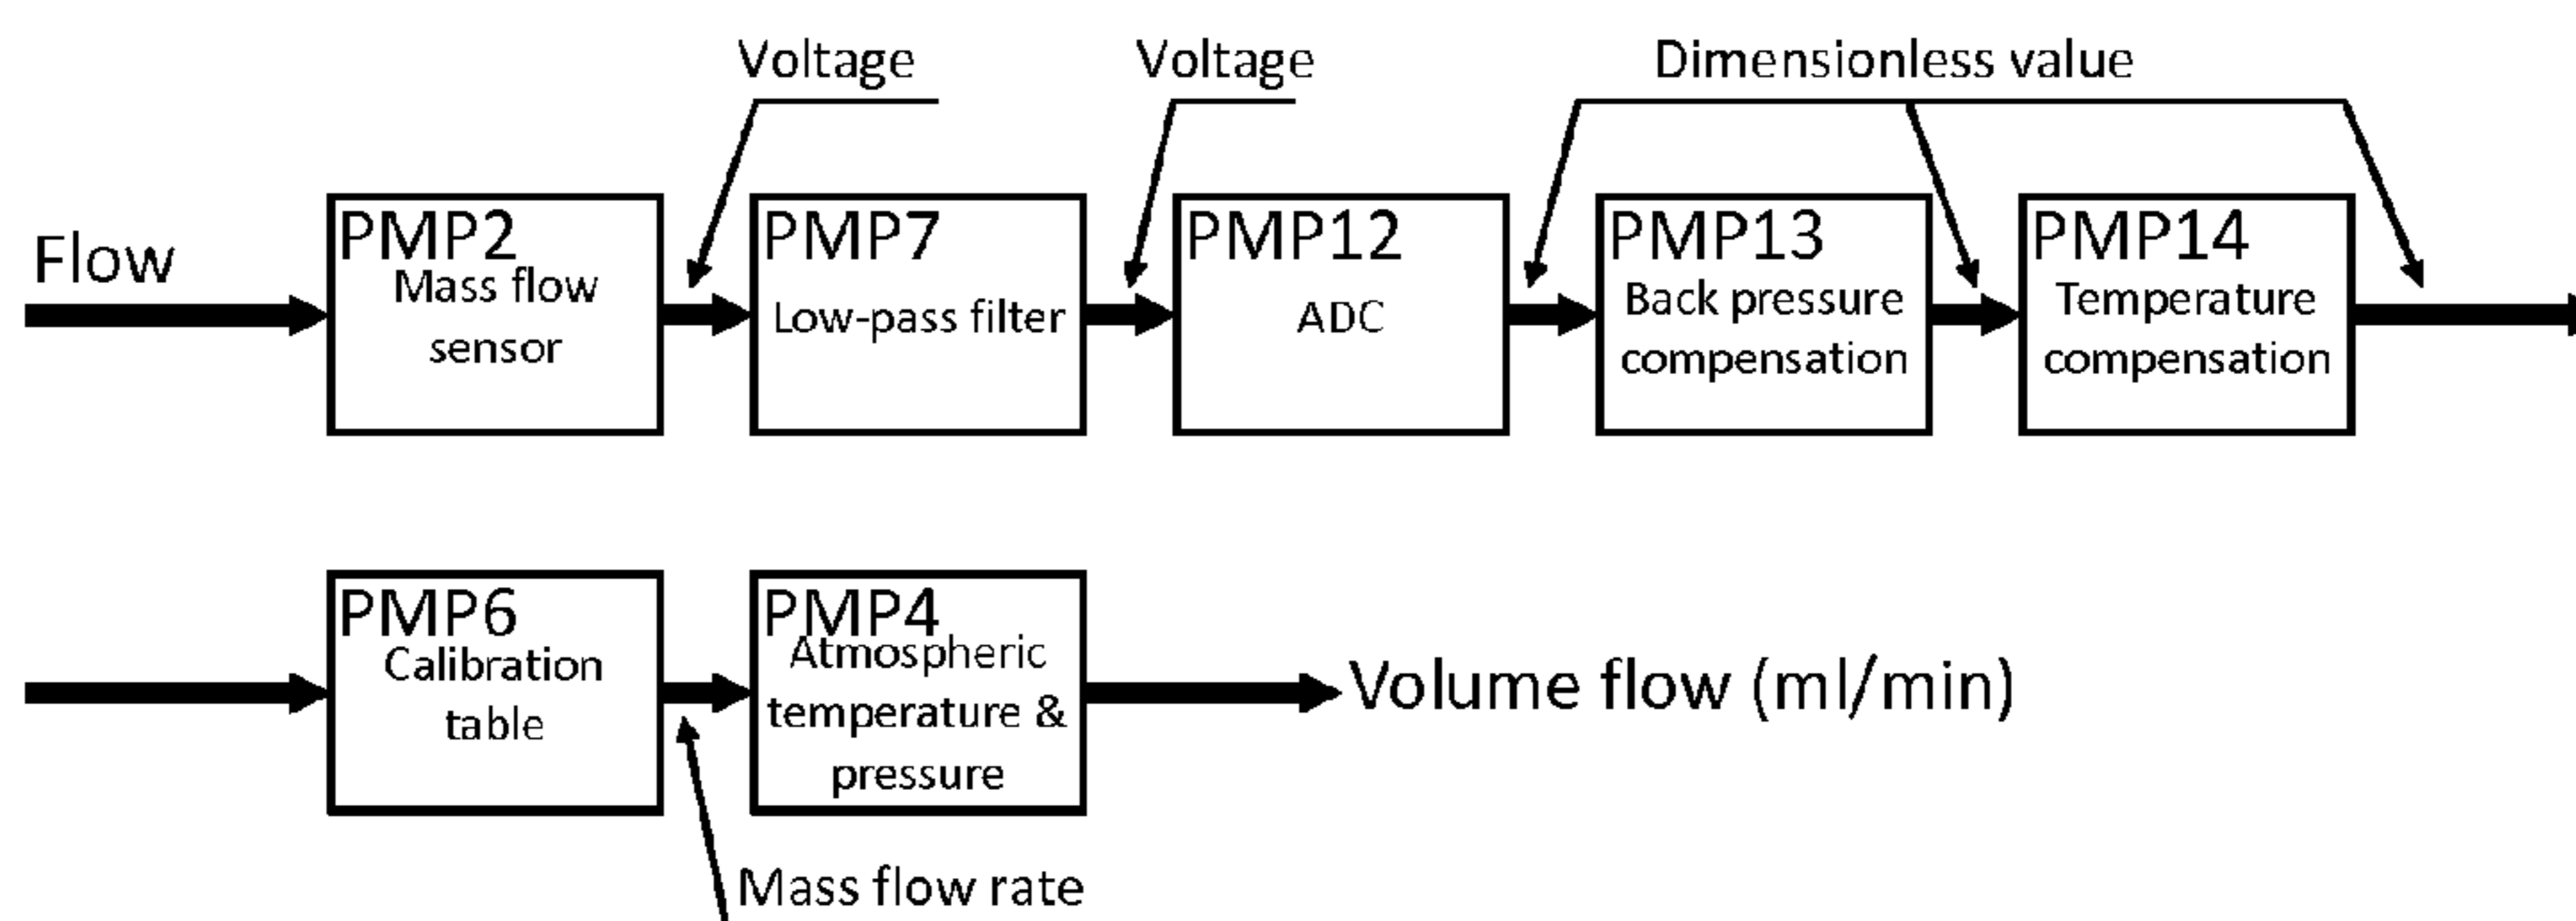 Voltage
Voltage
Dimensionless value
Flow
PMP2
Mass flow
sensor
PMP7
Low-pass filter
PMP12
ADC
PMP13
Back pressure
compensation
PMP14
Temperature
compensation
PMP6
Calibration
table
PMP4
Atmospheric
temperature &
pressure
Volume flow (ml/min)
Mass flow rate